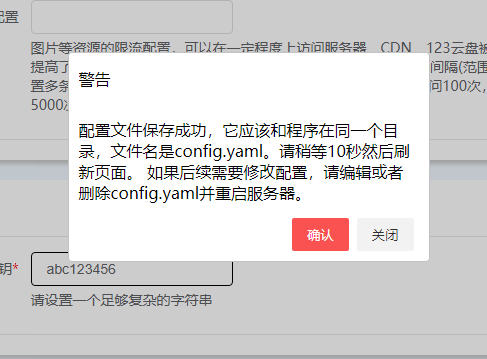 配置
图片等资源的限流配置，可以在一定程度上访问服务器、CDN、123云盘被
提高了
间隔(范围
置多条
问100次，
5000次
警告
配置文件保存成功，它应该和程序在同一个目
录，文件名是config.yaml。请稍等10秒然后刷
新页面。 如果后续需要修改配置，请编辑或者
删除config.yaml并重启服务器。
确认
关闭
钥*
abc123456
请设置一个足够复杂的字符串